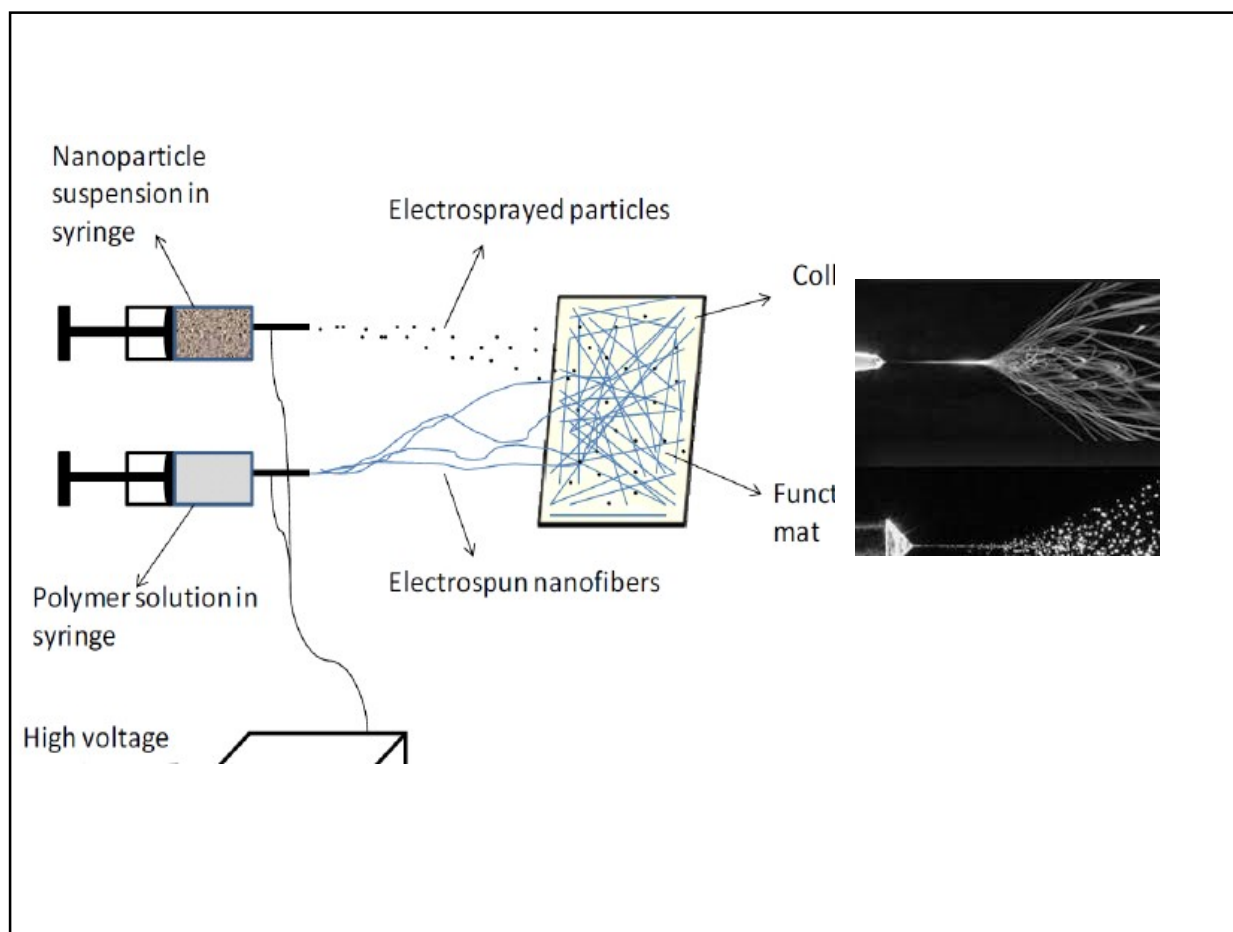 Nanoparticle
suspension in
syringe
Electrosprayed particles
Coll
Funct
mat
Electrospun nanofibers
Polymer solution in
syringe
High voltage